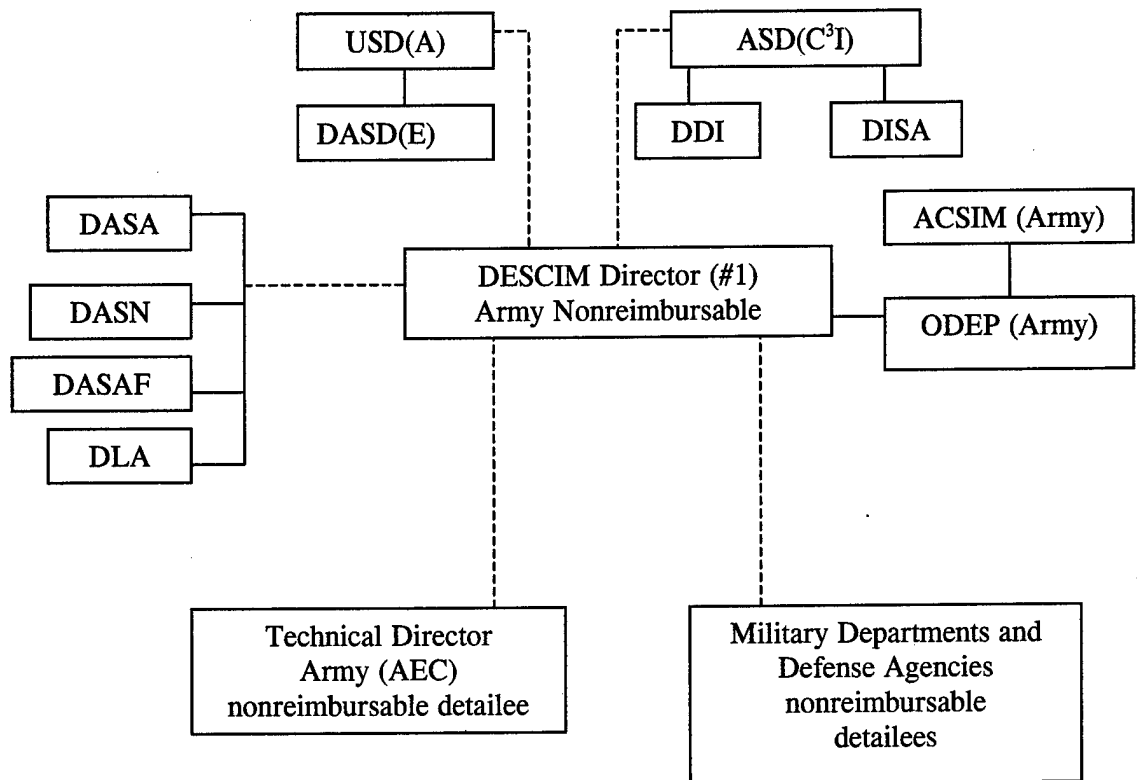 USD(A)
ASD(C³I)
DASD(E)
DDI
DISA
DASA
ACSIM (Army)
DESCIM Director (#1)
Army Nonreimbursable
DASN
ODEP (Army)
DASAF
DLA
Technical Director
Army (AEC)
nonreimbursable detailee
Military Departments and
Defense Agencies
nonreimbursable
detailees